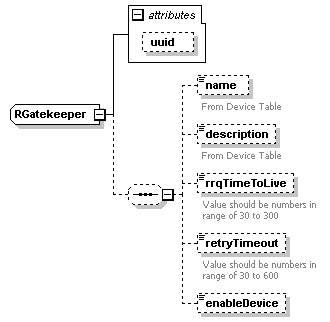 attributes
uuid
RGatekeeper
name
From Device Table
description
From Device Table
rrqTimeToLive
Value should be numbers in
range of 30 to 300
retryTimeout
Value should be numbers in
range of 30 to 600
enableDevice